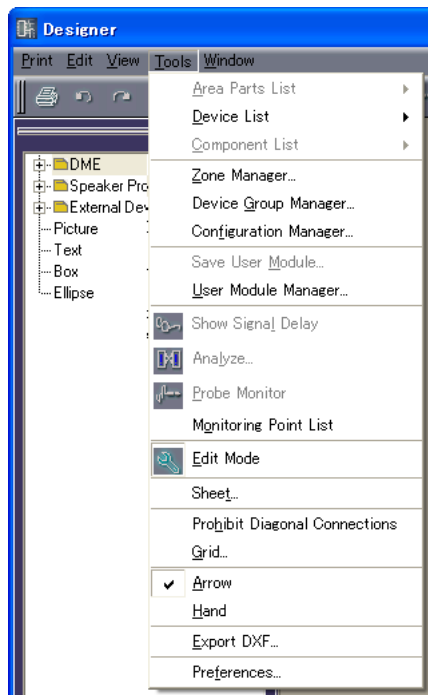 Designer
Print Edit View Tools Window
Area Parts List
Device List
Component List
Zone Manager...
Device Group Manager...
Configuration Manager...
Save User Module...
User Module Manager...
Show Signal Delay
Analyze...
Probe Monitor
Monitoring Point List
Edit Mode
Sheet...
Prohibit Diagonal Connections
Grid...
Arrow
Hand
Export DXF...
Preferences...
DME
Speaker Pro
External Dev
Picture
Text
Box
Ellipse